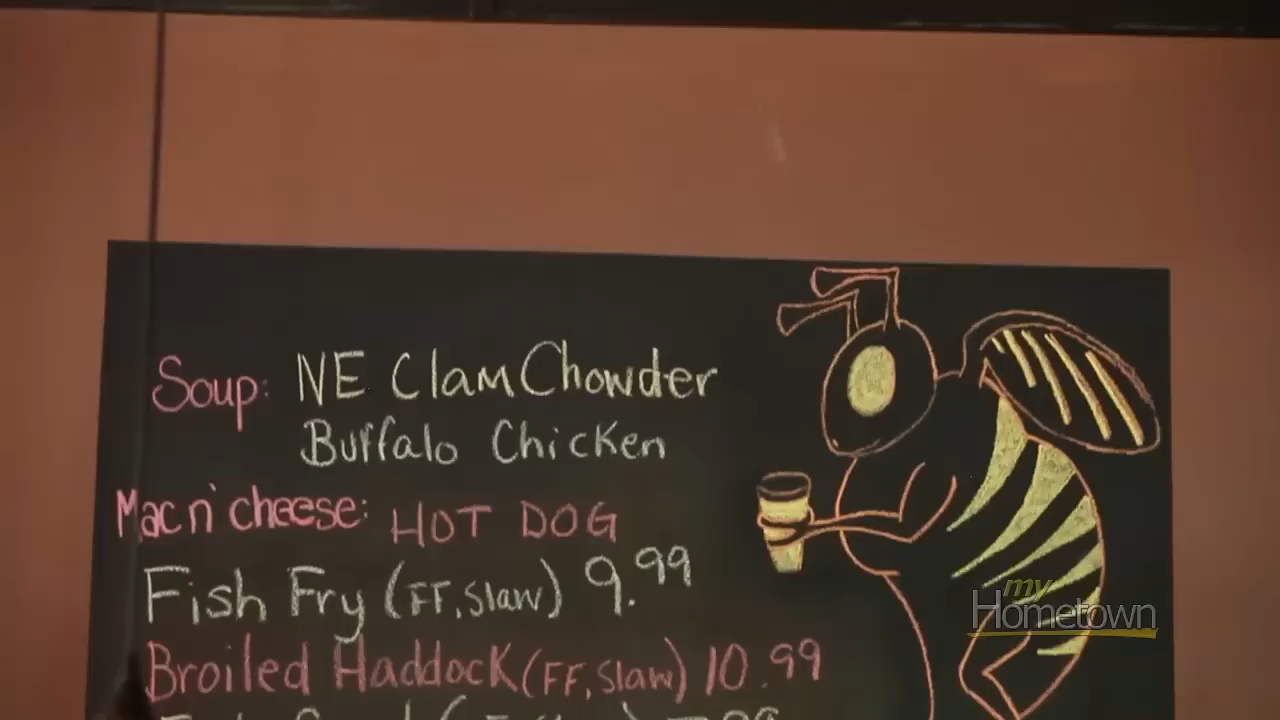 Soup: NE Clam Chowder
Buffalo Chicken
Mac n' cheese: HOT DOG
Fish Fry (FF, Slaw) 9.99
Broiled Haddock (FF, Slaw) 10.99
my
Hometown